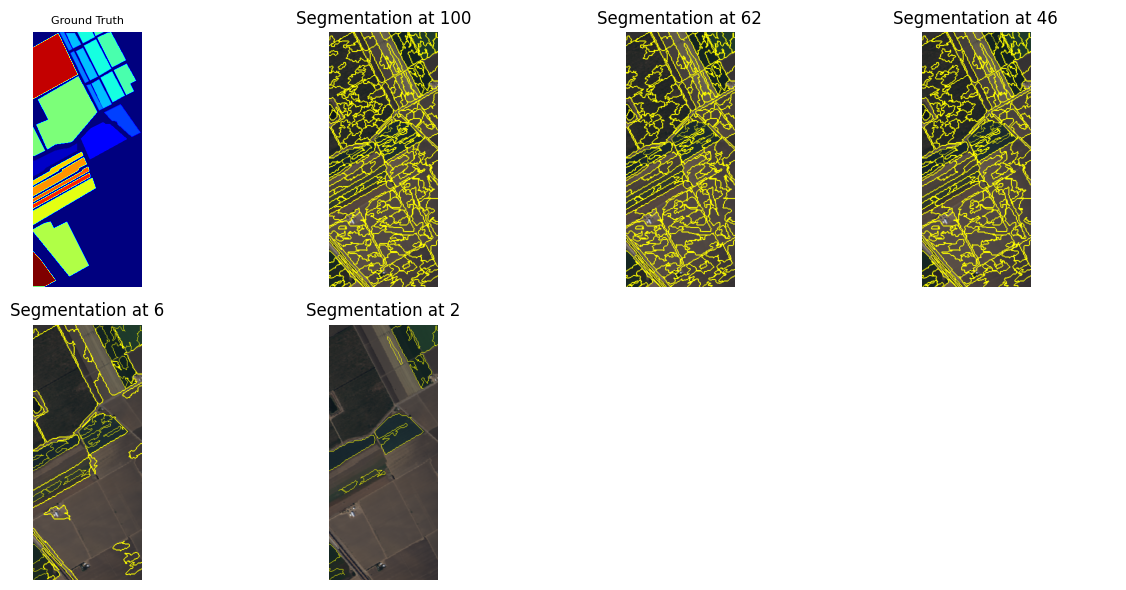 Ground Truth
Segmentation at 100
Segmentation at 62
Segmentation at 46
Segmentation at 6
Segmentation at 2